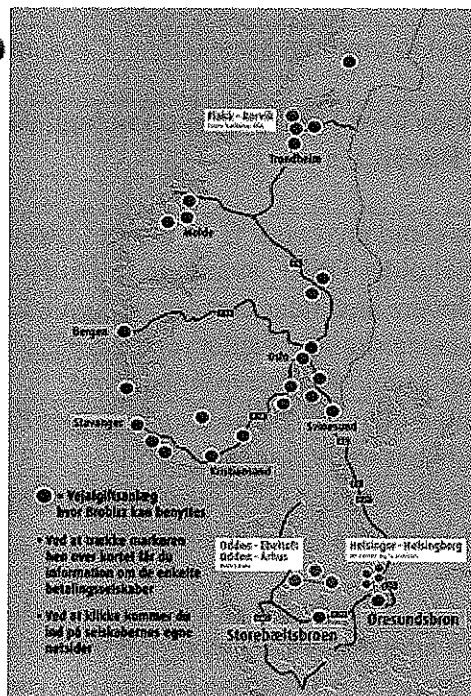 Flakk - Rørvik
Trondheim
Molde
Bergen
Oslo
Stavanger
Svinesund
Kristiansand
= Vejafgiftsanlæg
hvor Brobizz kan benyttes
• Ved at trække markøren
hen over kortet får du
information om de enkelte
betalingsselskaber
• Ved at klikke kommer du
ind på selskabernes egne
netsider
Odden - Ebeltoft
Odden - Århus
Helsingør - Helsingborg
Storebæltsbroen
Øresundsbron